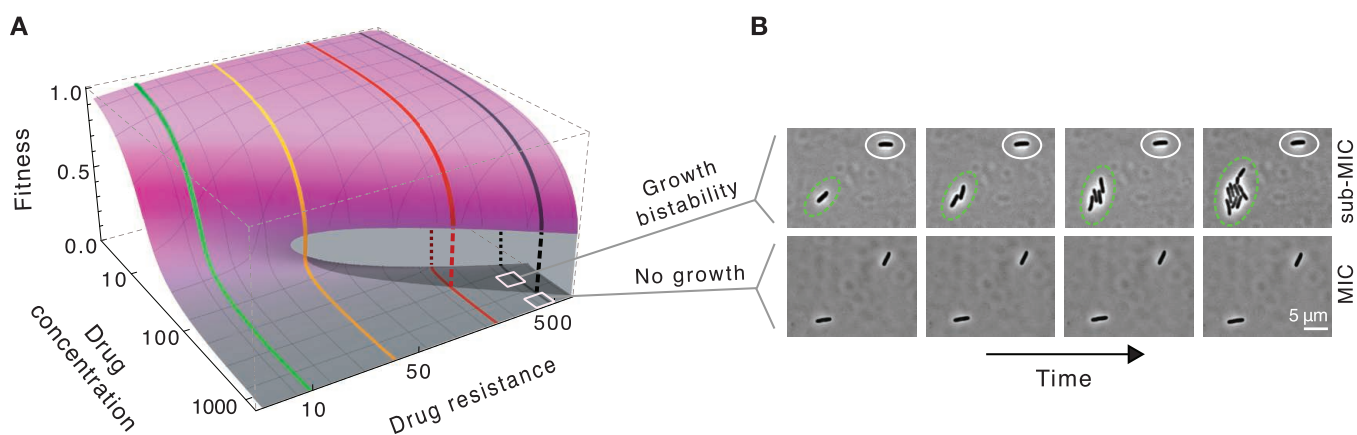 A
B
1.0
0.5
0.0
Fitness
10
100
1000
Drug
concentration
10
50
500
Drug resistance
Growth
bistability
No growth
sub-MIC
MIC
5 μm
Time